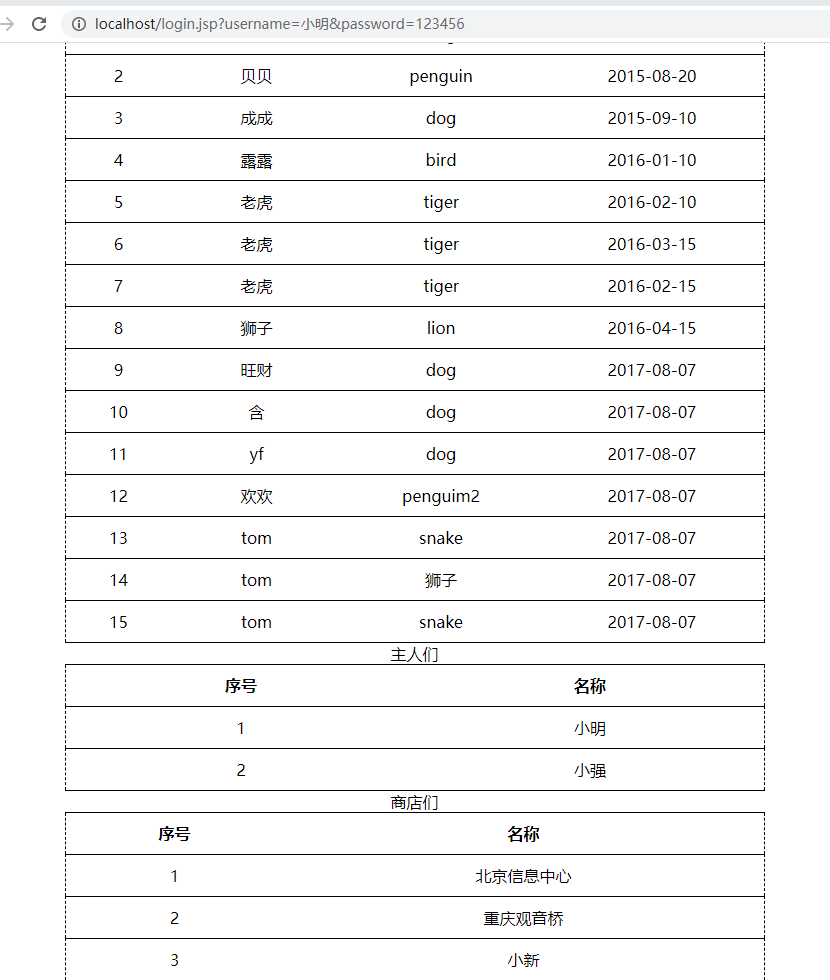 localhost/login.jsp?username=小明&password=123456
2 贝贝 penguin 2015-08-20
3 成成 dog 2015-09-10
4 露露 bird 2016-01-10
5 老虎 tiger 2016-02-10
6 老虎 tiger 2016-03-15
7 老虎 tiger 2016-02-15
8 狮子 lion 2016-04-15
9 旺财 dog 2017-08-07
10 含 dog 2017-08-07
11 yf dog 2017-08-07
12 欢欢 penguim2 2017-08-07
13 tom snake 2017-08-07
14 tom 狮子 2017-08-07
15 tom snake 2017-08-07
主人们
序号 名称
1 小明
2 小强
商店们
序号 名称
1 北京信息中心
2 重庆观音桥
3 小新